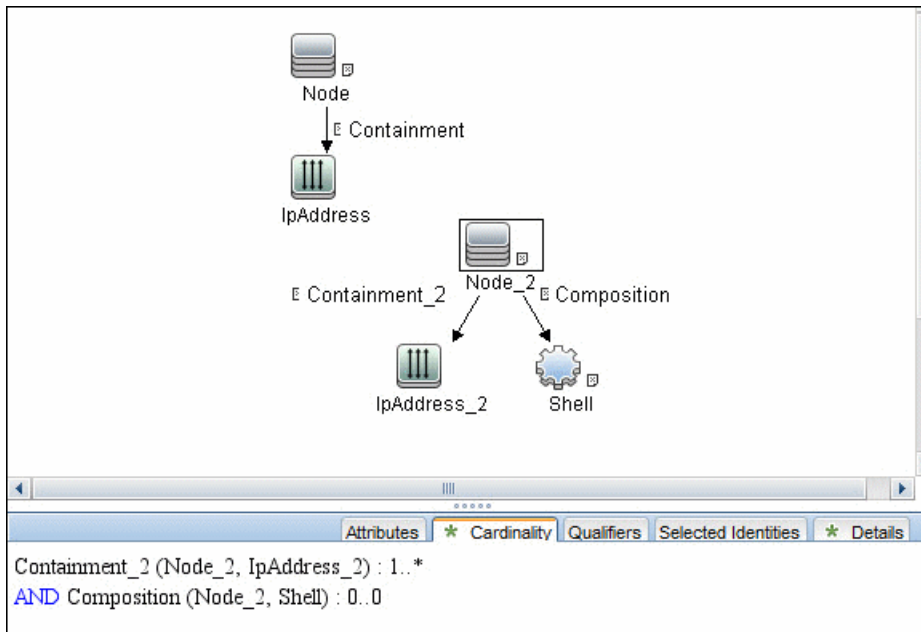 Node
Containment
IpAddress
Node_2
Containment_2
Composition
IpAddress_2
Shell
Attributes
* Cardinality
Qualifiers
Selected Identities
* Details
Containment_2 (Node_2, IpAddress_2) : 1..*
AND Composition (Node_2, Shell) : 0..0